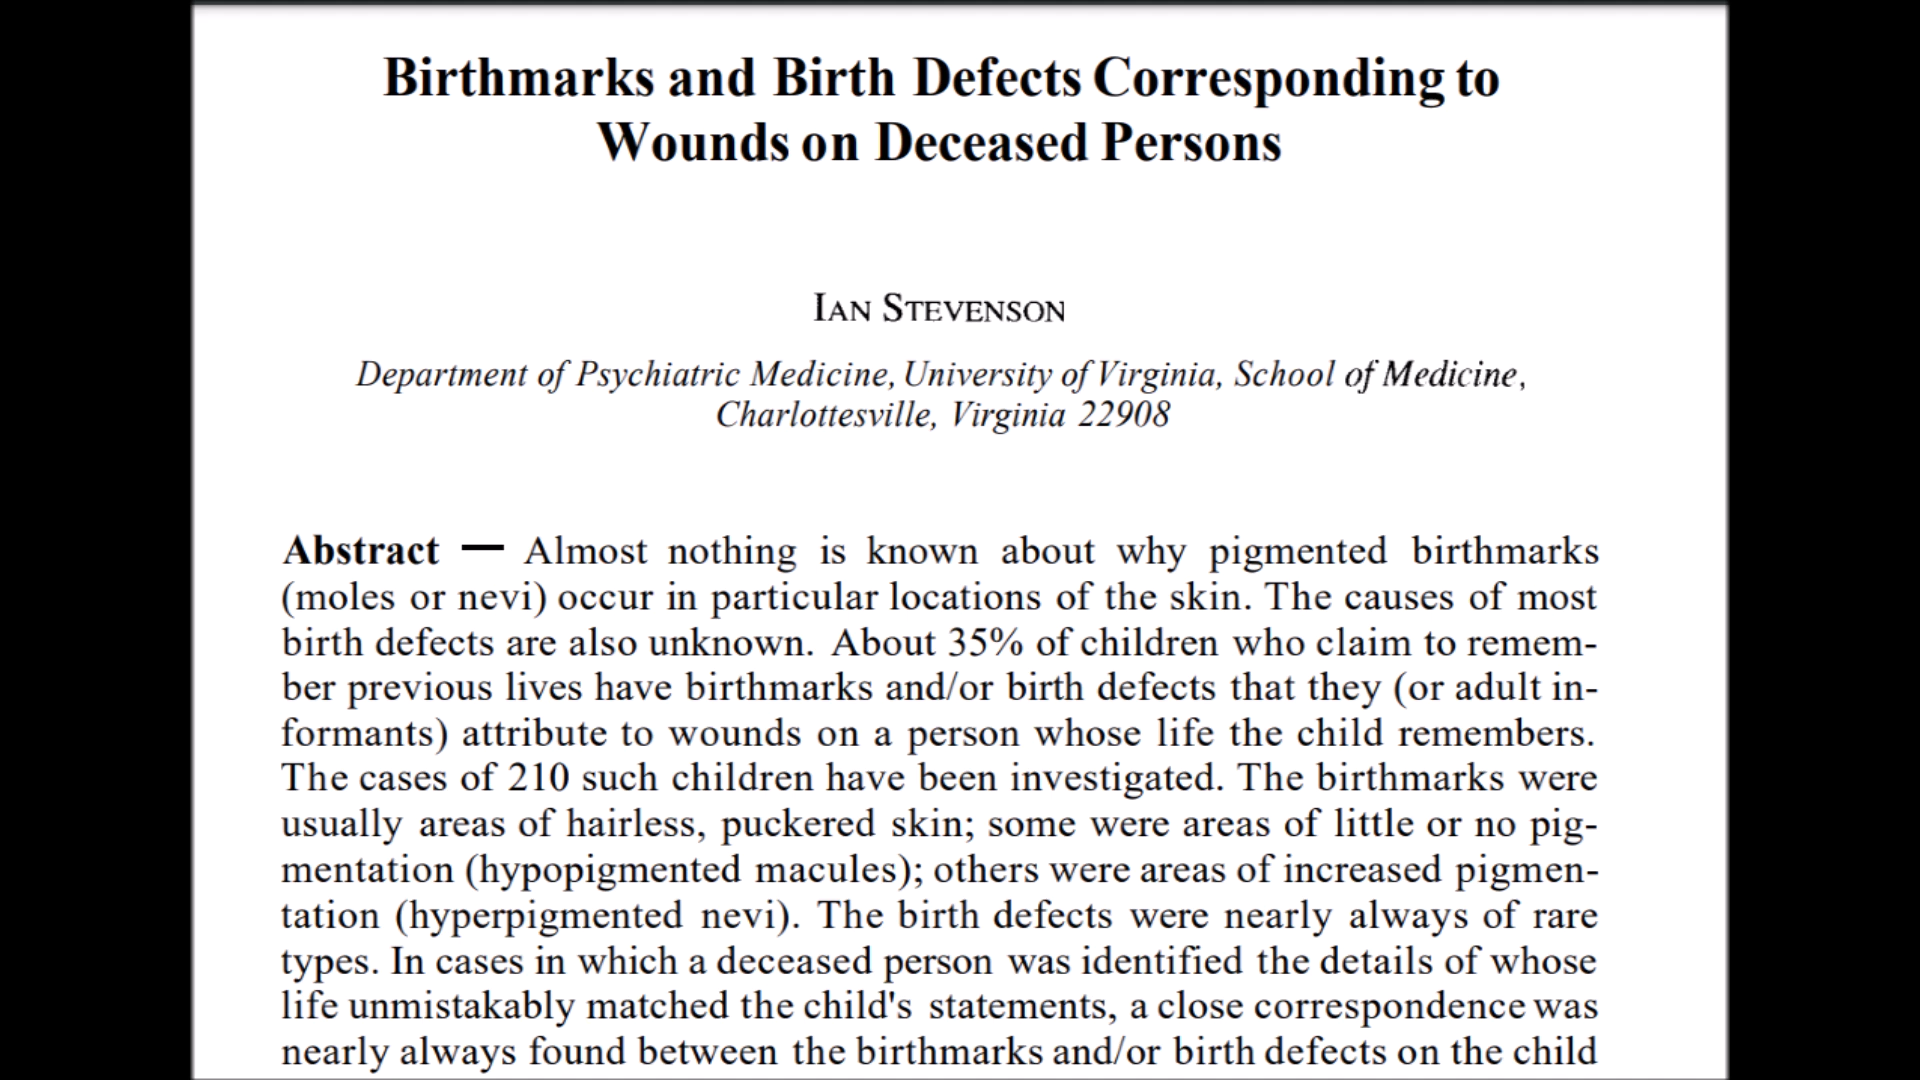 Birthmarks and Birth Defects Corresponding to
Wounds on Deceased Persons
IAN STEVENSON
Department of Psychiatric Medicine, University of Virginia, School of Medicine,
Charlottesville, Virginia 22908
Abstract — Almost nothing is known about why pigmented birthmarks
(moles or nevi) occur in particular locations of the skin. The causes of most
birth defects are also unknown. About 35% of children who claim to remem-
ber previous lives have birthmarks and/or birth defects that they (or adult in-
formants) attribute to wounds on a person whose life the child remembers.
The cases of 210 such children have been investigated. The birthmarks were
usually areas of hairless, puckered skin; some were areas of little or no pig-
mentation (hypopigmented macules); others were areas of increased pigmen-
tation (hyperpigmented nevi). The birth defects were nearly always of rare
types. In cases in which a deceased person was identified the details of whose
life unmistakably matched the child's statements, a close correspondence was
nearly always found between the birthmarks and/or birth defects on the child